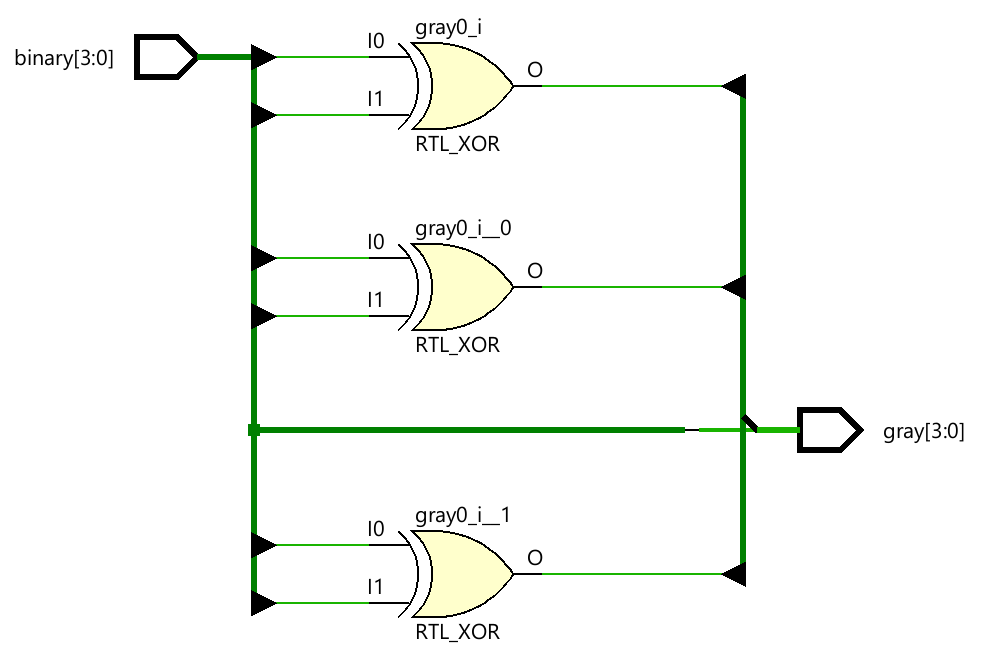 gray0_i
binary[3:0]
I0
O
I1
RTL_XOR
gray0_i__0
I0
O
I1
RTL_XOR
gray[3:0]
gray0_i__1
I0
O
I1
RTL_XOR